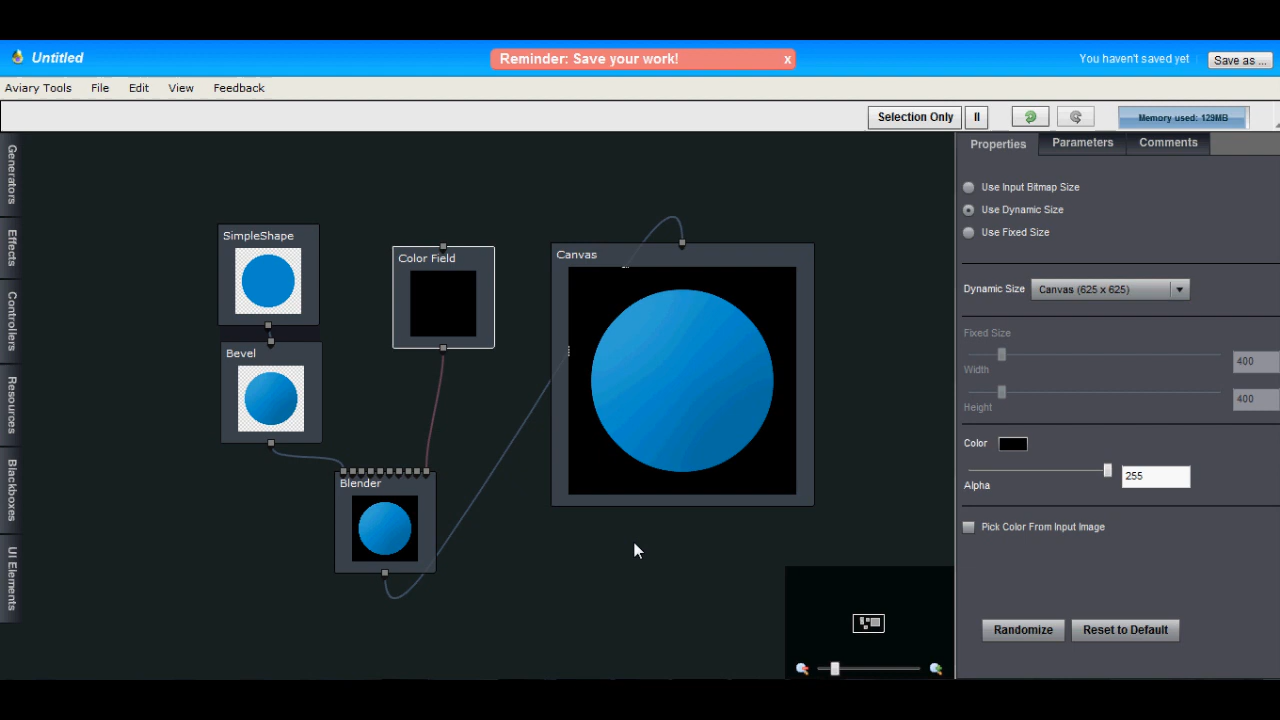 Untitled
Reminder: Save your work!
x
You haven't saved yet
Save as ...
Aviary Tools
File
Edit
View
Feedback
Selection Only
II
Memory used: 129MB
Generators
Effects
Controllers
Resources
Blackboxes
UI Elements
SimpleShape
Bevel
Color Field
Blender
Canvas
Properties
Parameters
Comments
Use Input Bitmap Size
Use Dynamic Size
Use Fixed Size
Dynamic Size
Canvas (625 x 625)
Fixed Size
400
Width
400
Height
Color
255
Alpha
Pick Color From Input Image
Randomize
Reset to Default